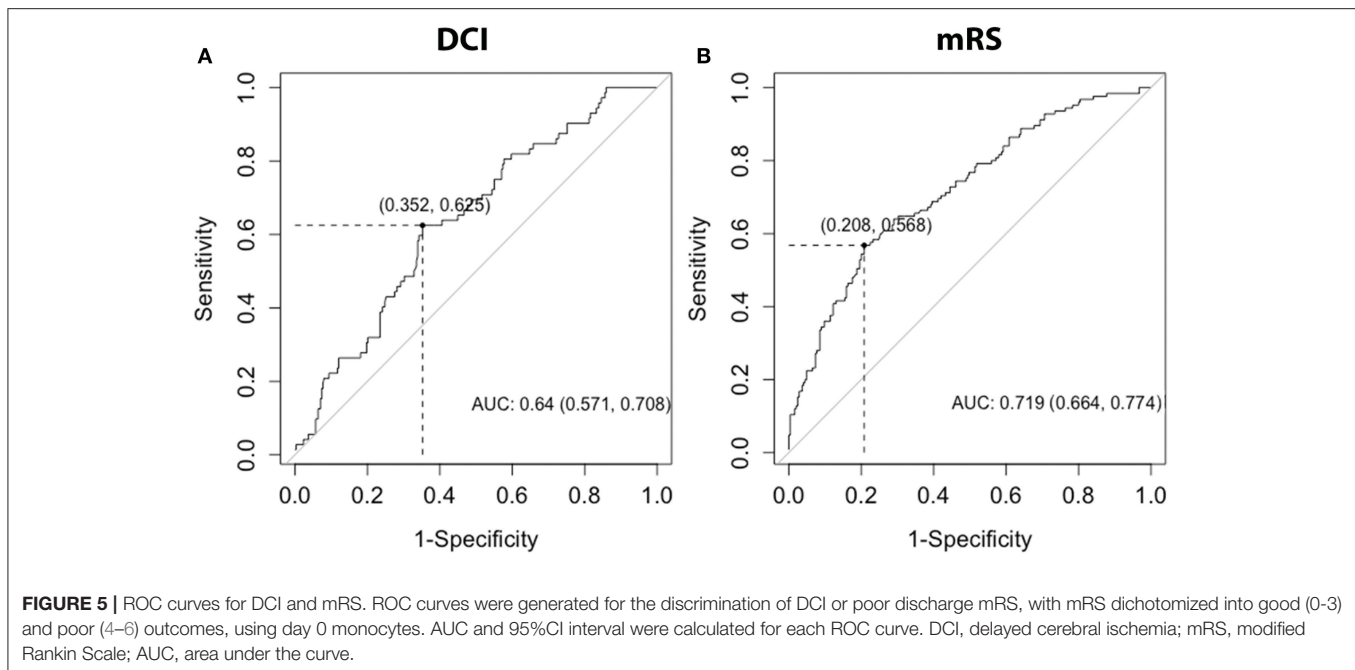 DCI
mRS
A
B
1.0
0.8
0.6
0.4
0.2
0.0
Sensitivity
(0.352, 0.625)
AUC: 0.64 (0.571, 0.708)
0.0 0.2 0.4 0.6 0.8 1.0
1-Specificity
1.0
0.8
0.6
0.4
0.2
0.0
Sensitivity
(0.208, 0.568)
AUC: 0.719 (0.664, 0.774)
0.0 0.2 0.4 0.6 0.8 1.0
1-Specificity
FIGURE 5 | ROC curves for DCI and mRS. ROC curves were generated for the discrimination of DCI or poor discharge mRS, with mRS dichotomized into good (0-3)
and poor (4–6) outcomes, using day 0 monocytes. AUC and 95%CI interval were calculated for each ROC curve. DCI, delayed cerebral ischemia; mRS, modified
Rankin Scale; AUC, area under the curve.